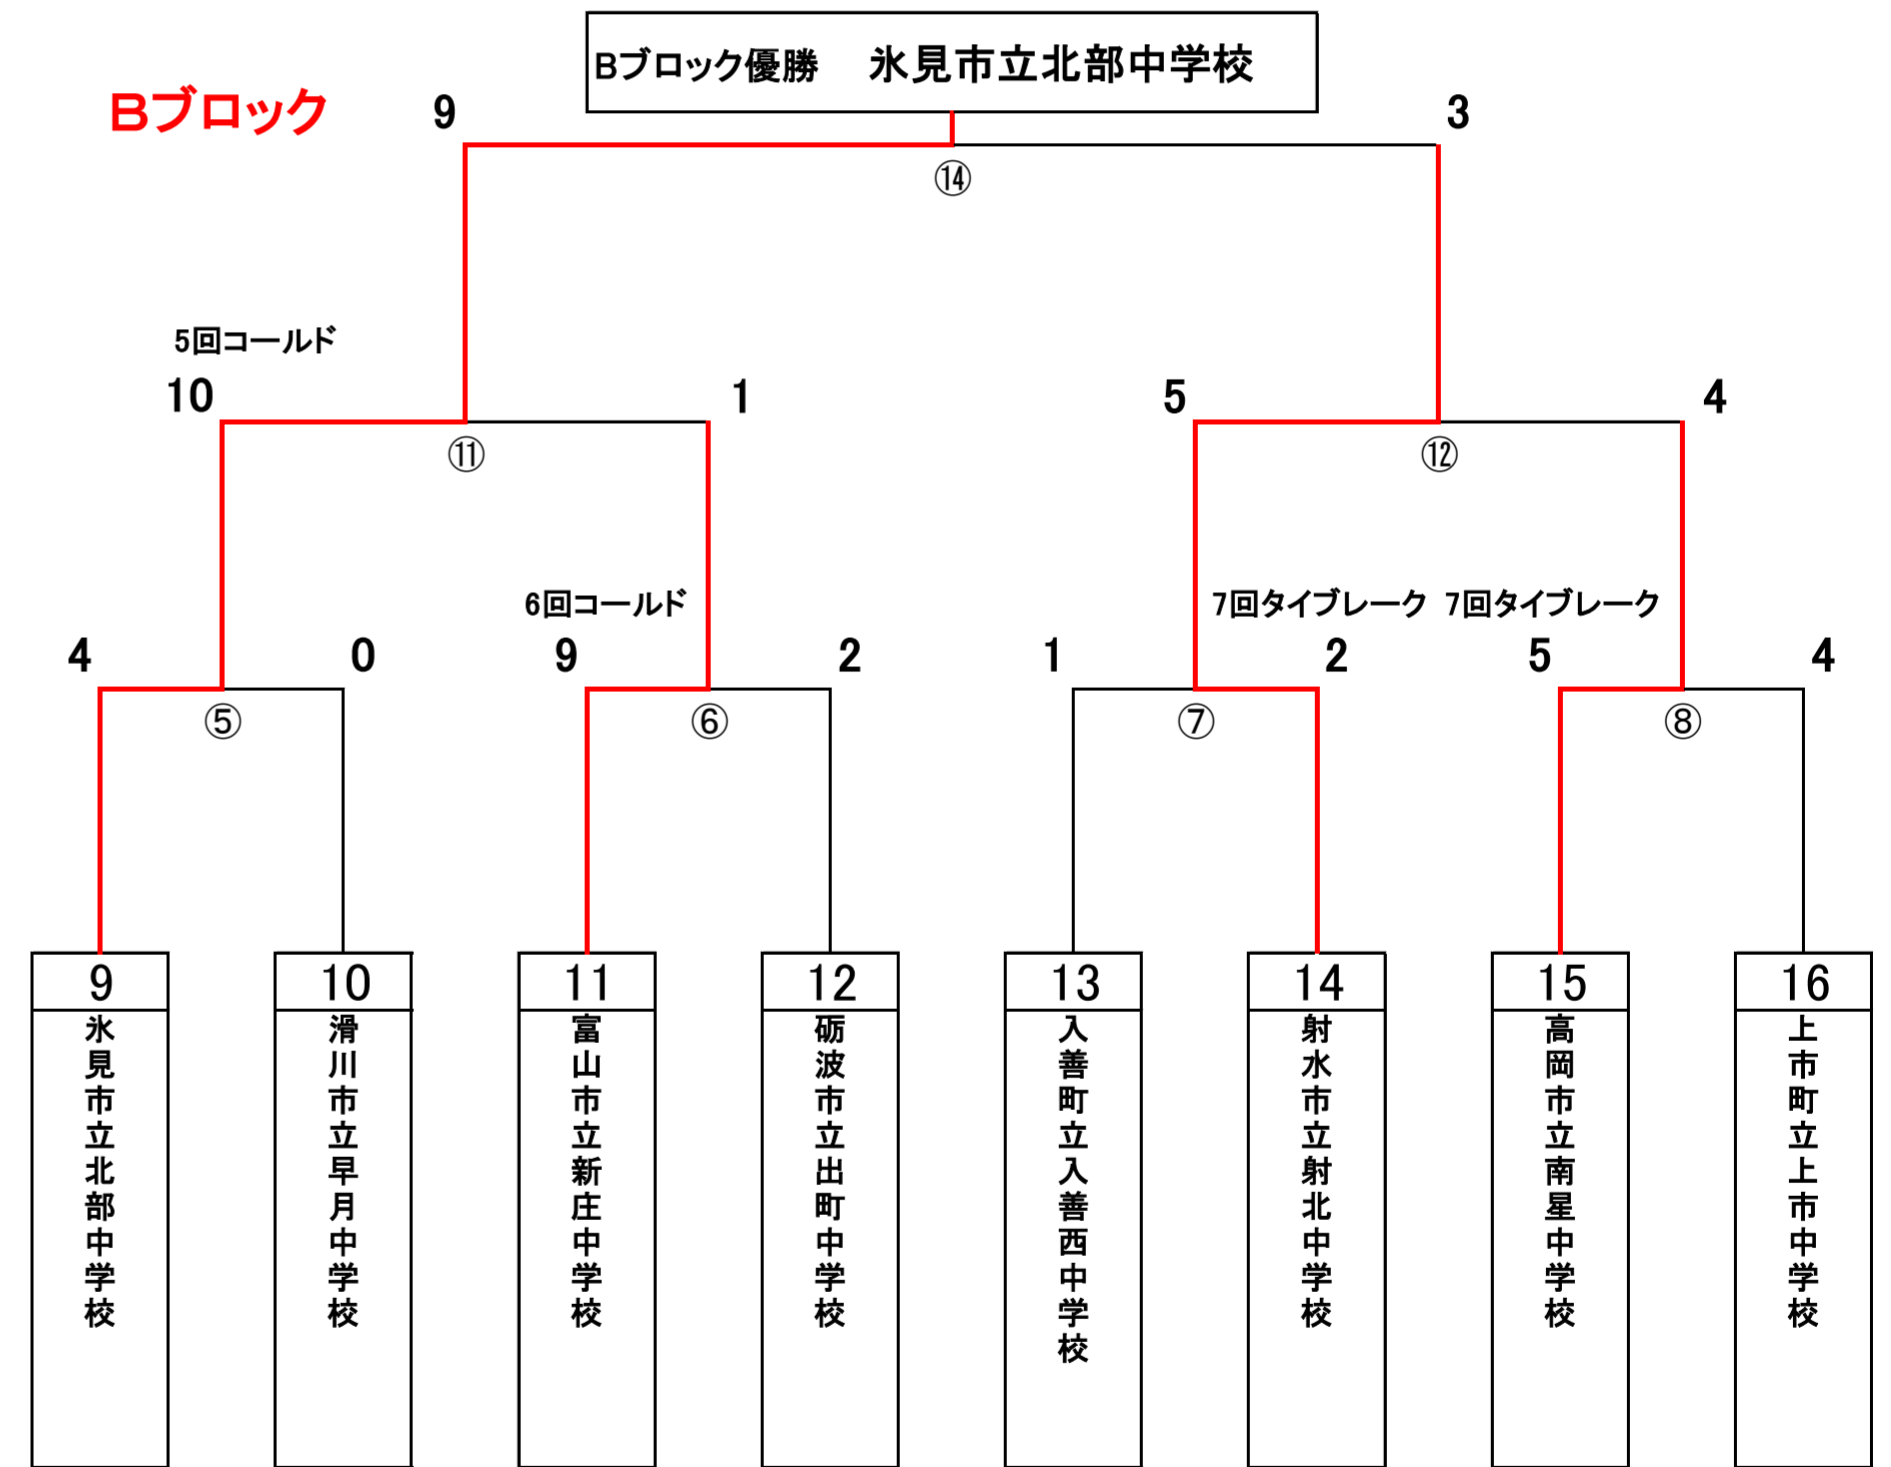 Bブロック優勝 氷見市立北部中学校
Bブロック
9
3
⑭
5回コールド
10
1
5
4
⑪
⑫
6回コールド
7回タイブレーク
7回タイブレーク
4
0
9
2
1
2
5
4
⑤
⑥
⑦
⑧
9
10
11
12
13
14
15
16
氷見市立北部中学校
滑川市立早月中学校
富山市立新庄中学校
砺波市立出町中学校
入善町立入善西中学校
射水市立射北中学校
高岡市立南星中学校
上市町立上市中学校